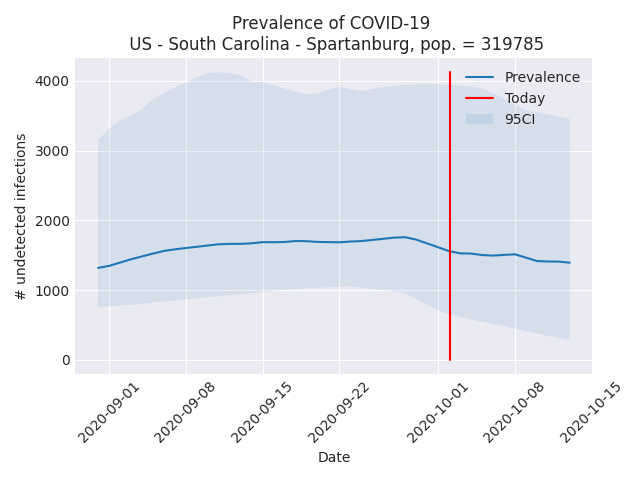 Prevalence of COVID-19
US - South Carolina - Spartanburg, pop. = 319785
# undetected infections
4000
3000
2000
1000
0
Prevalence
Today
95CI
2020-09-01
2020-09-08
2020-09-15
2020-09-22
2020-10-01
2020-10-08
2020-10-15
Date